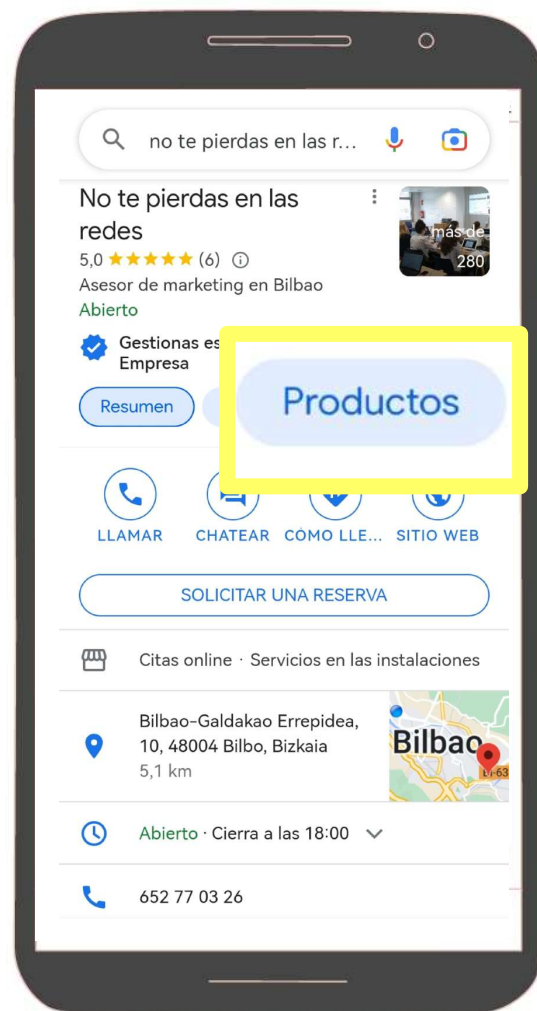 no te pierdas en las r...
No te pierdas en las
redes
más de
280
5,0 ★★★★★ (6)
Asesor de marketing en Bilbao
Abierto
Gestionas es
Empresa
Resumen
Productos
LLAMAR
CHATEAR
CÓMO LLE...
SITIO WEB
SOLICITAR UNA RESERVA
Citas online · Servicios en las instalaciones
Bilbao-Galdakao Errepidea,
10, 48004 Bilbo, Bizkaia
5,1 km
Bilbao
Abierto · Cierra a las 18:00
652 77 03 26